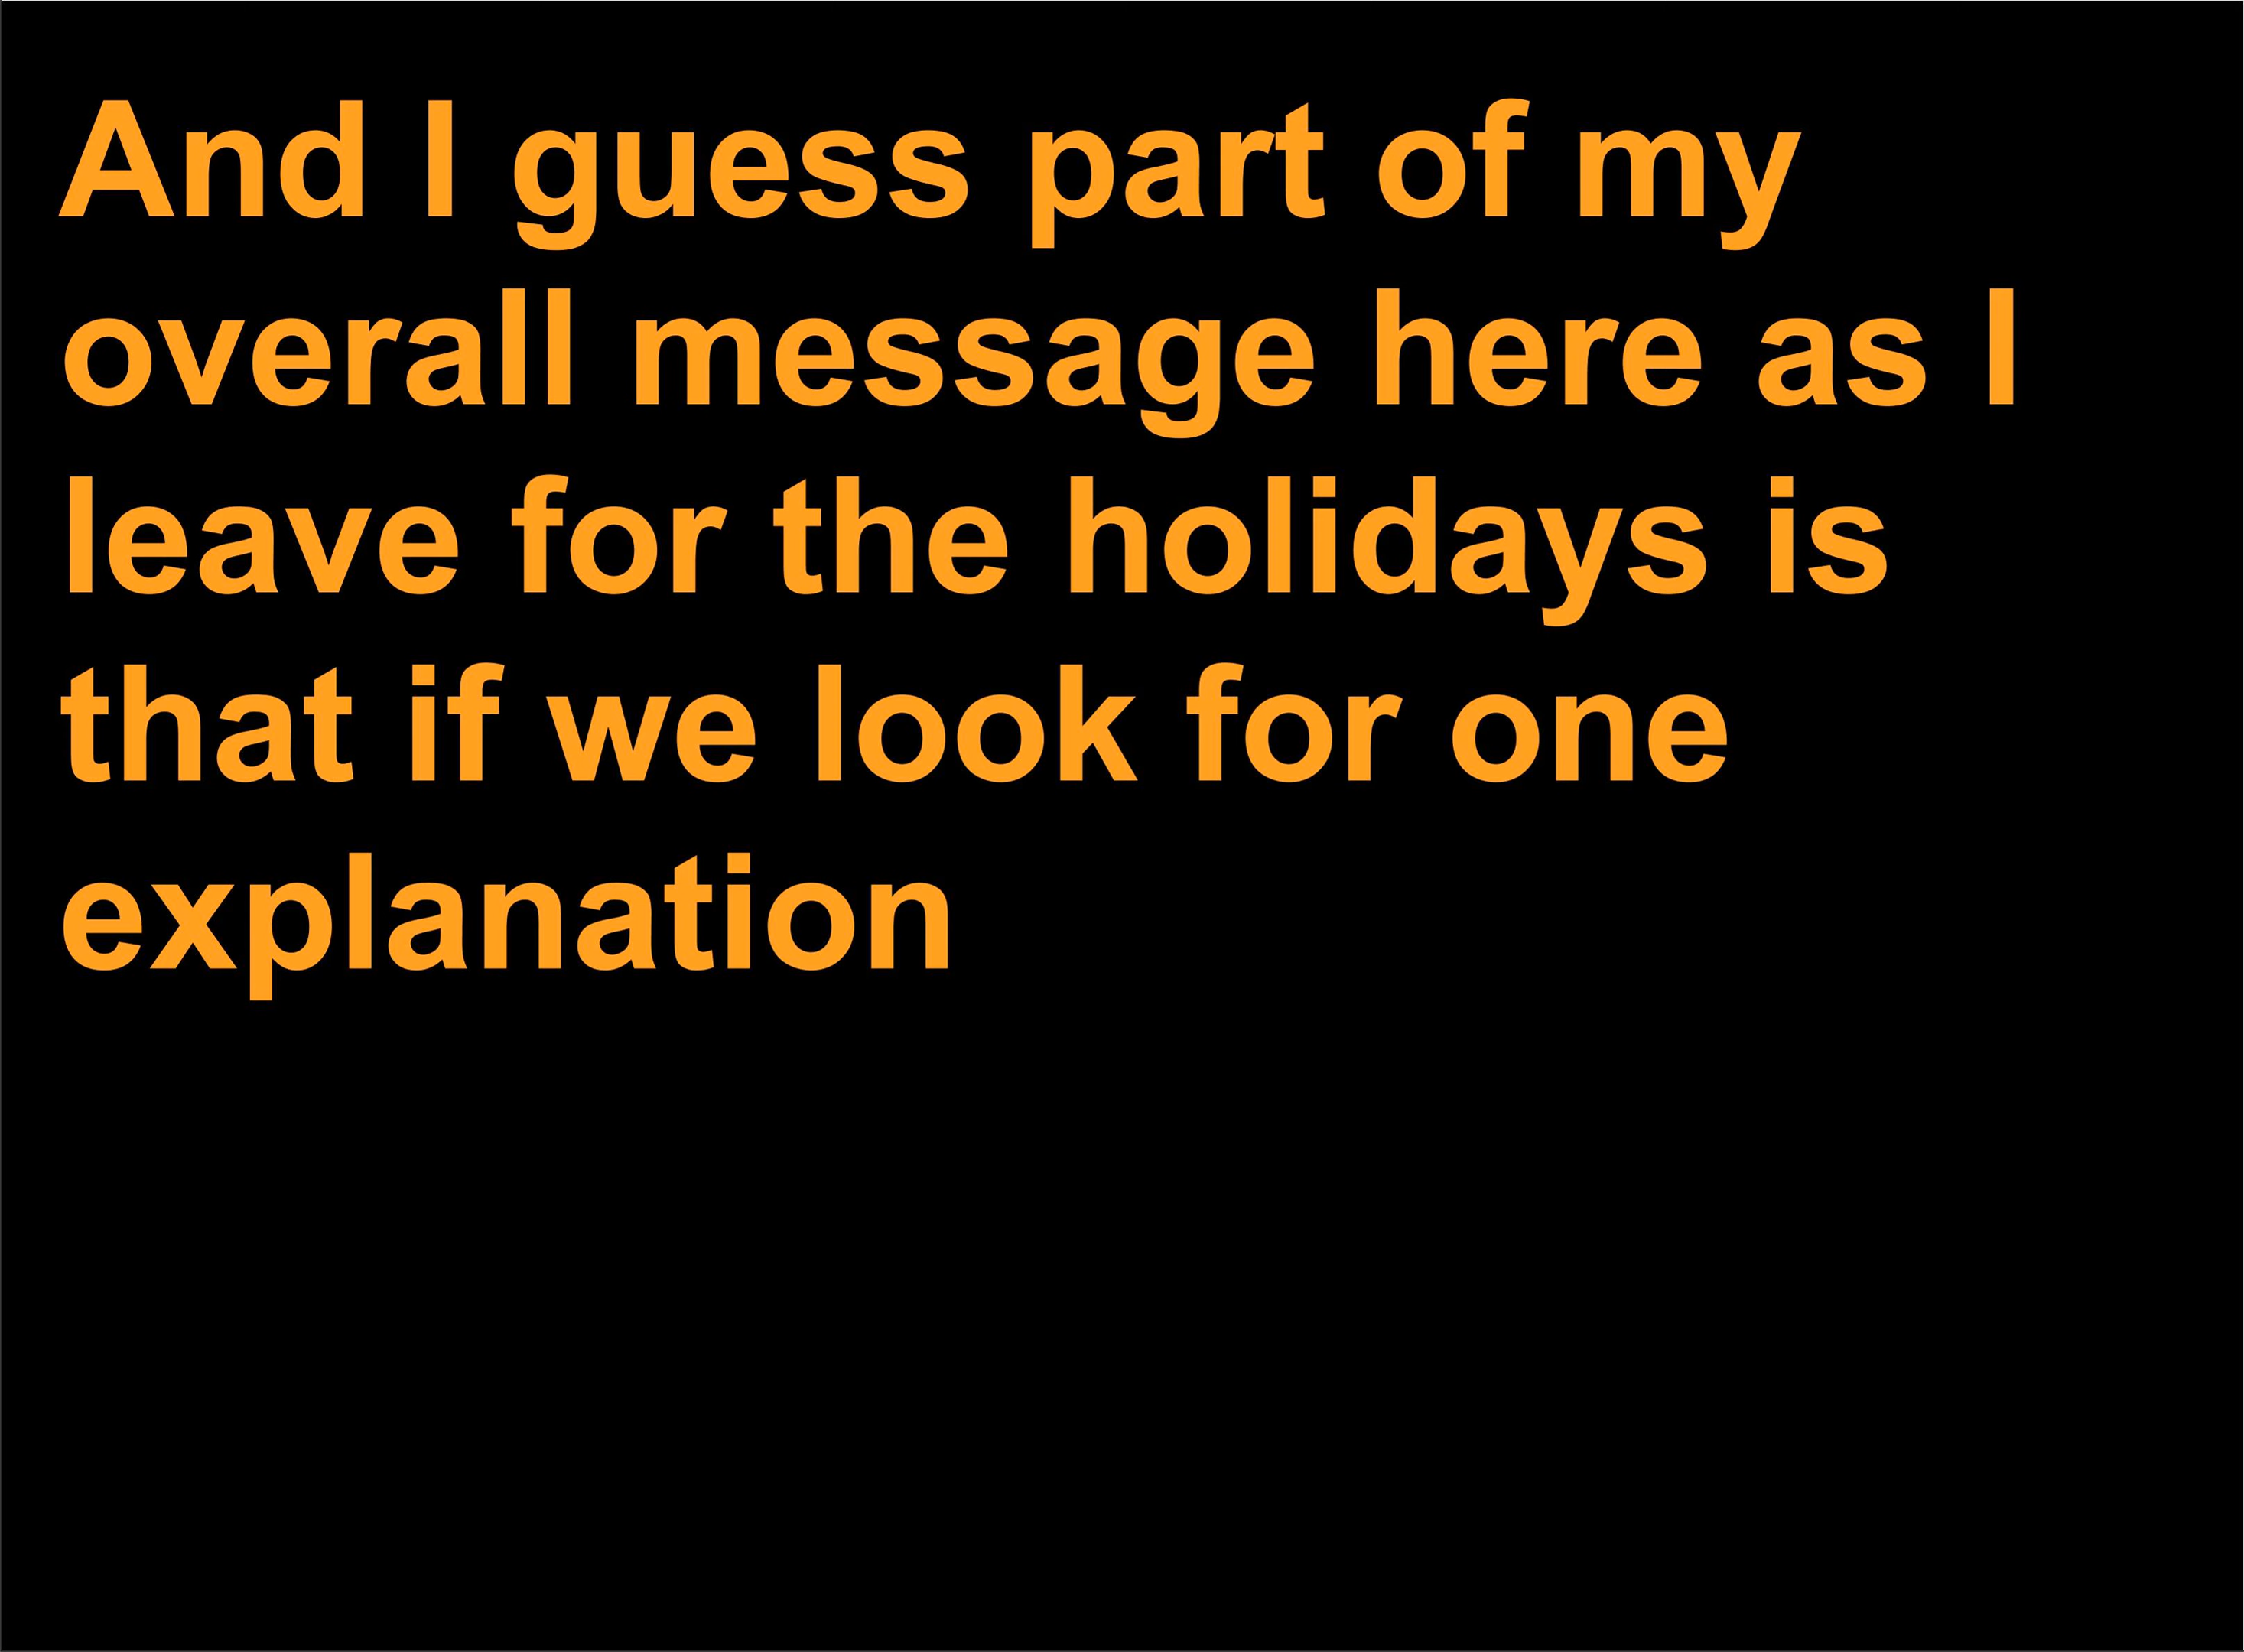 And I guess part of my
overall message here as I
leave for the holidays is
that if we look for one
explanation